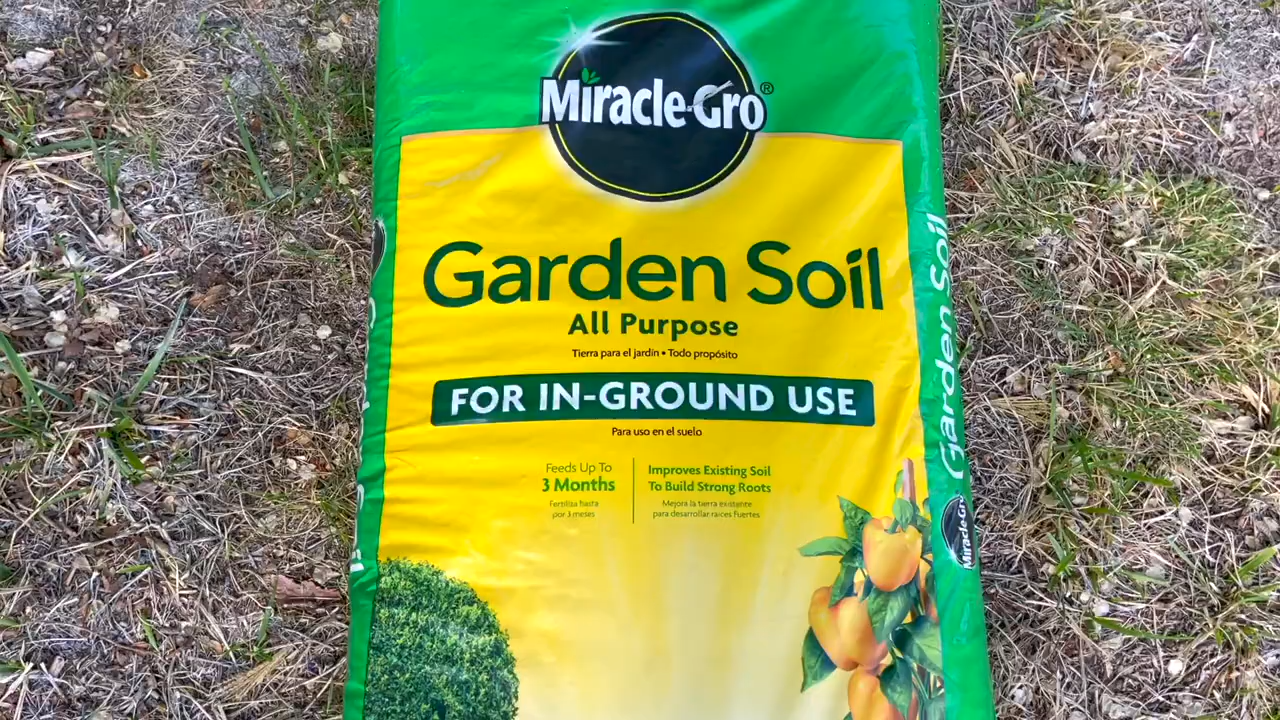 Miracle-Gro®
Garden Soil
All Purpose
Tierra para el jardín • Todo propósito
FOR IN-GROUND USE
Para uso en el suelo
Feeds Up To
3 Months
Fertiliza hasta
por 3 meses
Improves Existing Soil
To Build Strong Roots
Mejora la tierra existente
para desarrollar raíces fuertes
Garden Soil
Miracle-Gro